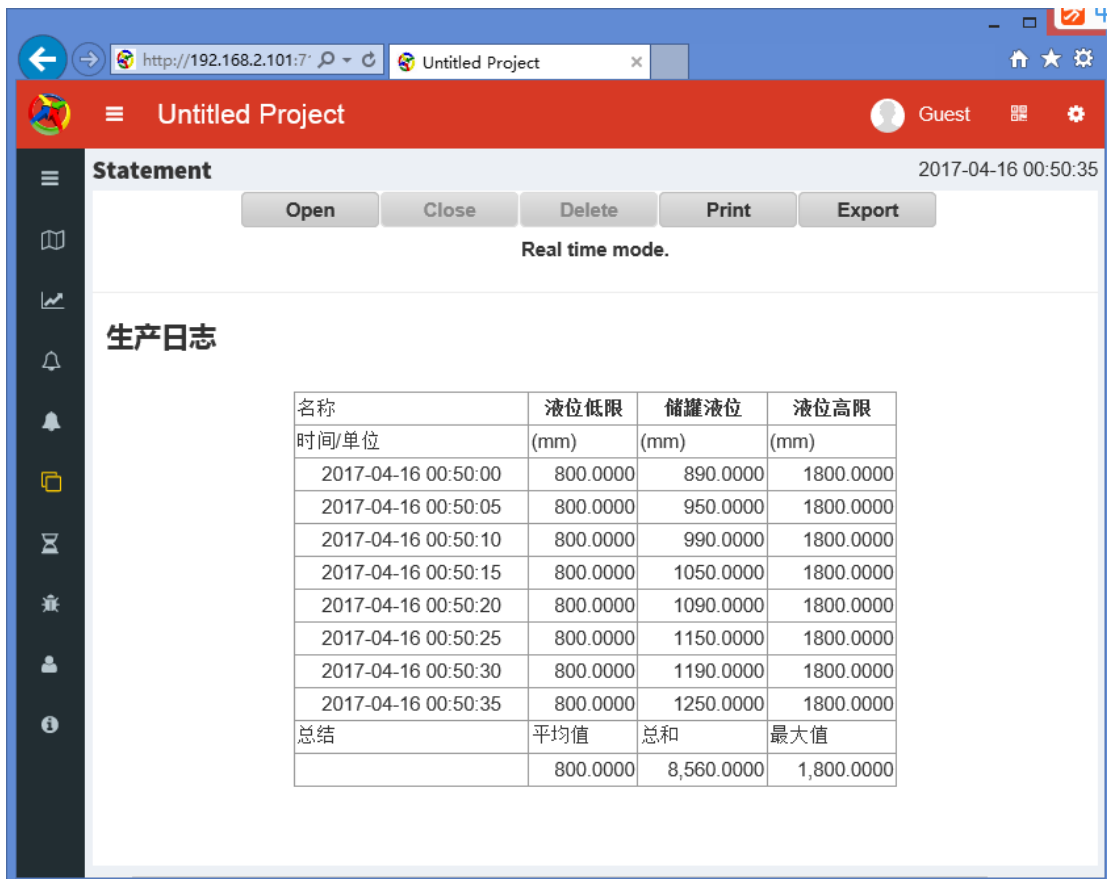 http://192.168.2.101:7 Untitled Project
Untitled Project Guest
Statement 2017-04-16 00:50:35
Open Close Delete Print Export
Real time mode.
生产日志
名称 液位低限 储罐液位 液位高限
时间/单位 (mm) (mm) (mm)
2017-04-16 00:50:00 800.0000 890.0000 1800.0000
2017-04-16 00:50:05 800.0000 950.0000 1800.0000
2017-04-16 00:50:10 800.0000 990.0000 1800.0000
2017-04-16 00:50:15 800.0000 1050.0000 1800.0000
2017-04-16 00:50:20 800.0000 1090.0000 1800.0000
2017-04-16 00:50:25 800.0000 1150.0000 1800.0000
2017-04-16 00:50:30 800.0000 1190.0000 1800.0000
2017-04-16 00:50:35 800.0000 1250.0000 1800.0000
总结 平均值 总和 最大值
800.0000 8,560.0000 1,800.0000